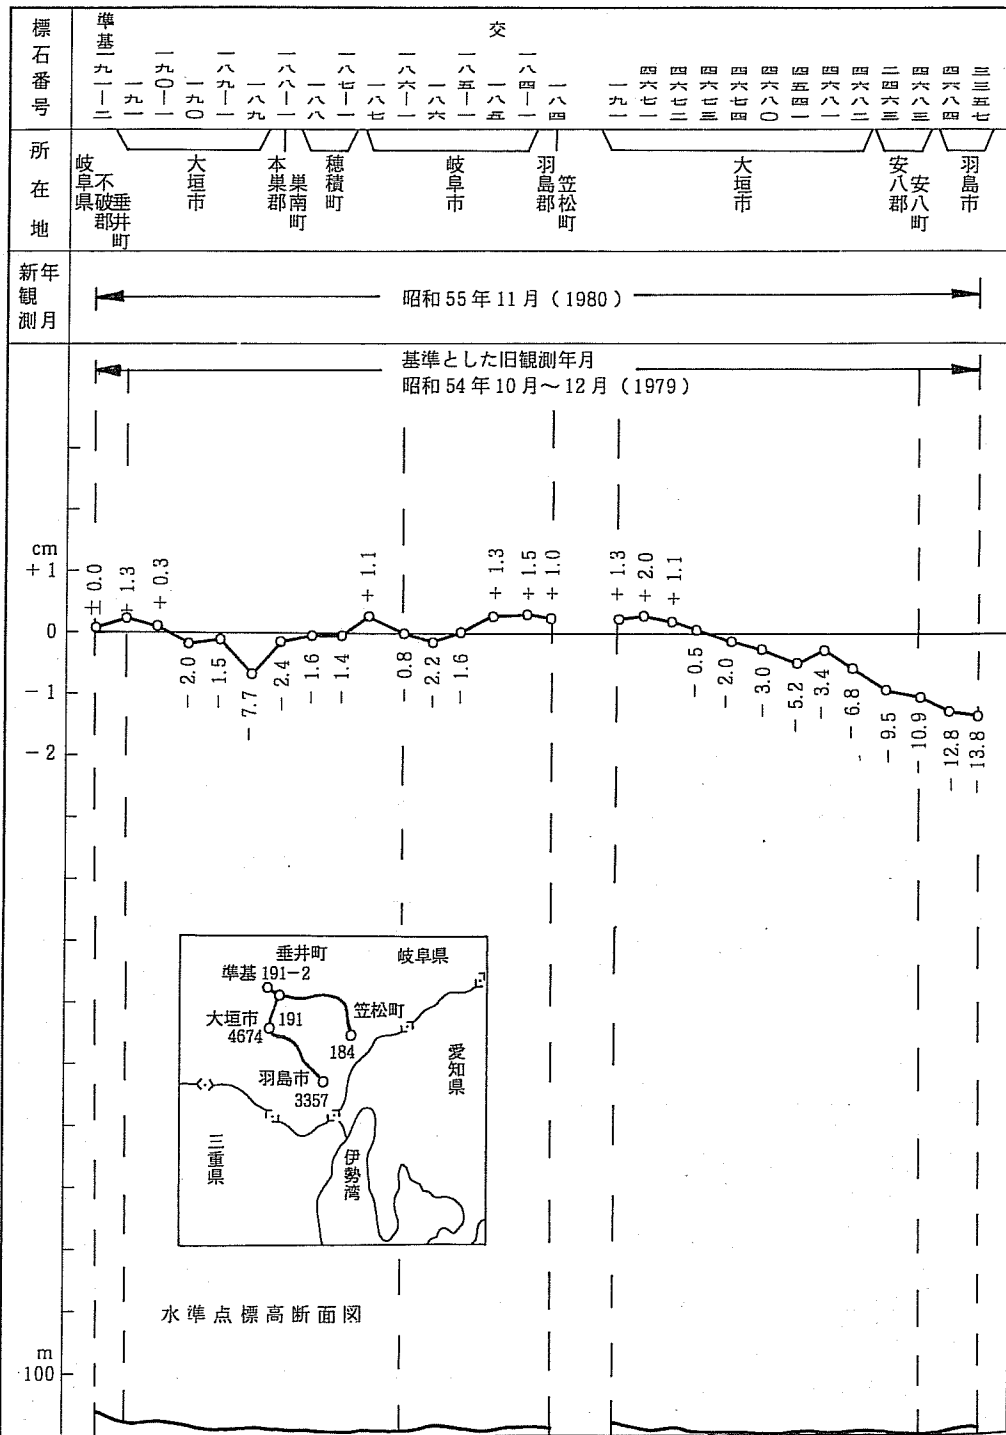 標石番号
準基一九一—二
一九一
一九〇—一
一九〇
一八九—一
一八九
一八八—一
一八八
一八七—一
一八七
一八六—一
一八六
一八五—一
交
一八五
一八四—一
一八四
一九一
四六七一
四六七二
四六七三
四六七四
四六八〇
四五四一
四六八一
四六八二
二四六三
四六八三
四六八四
三三五七
所在地
岐阜県
不破郡
垂井町
大垣市
本巣郡
巣南町
穂積町
岐阜市
羽島郡
笠松町
大垣市
安八郡
安八町
羽島市
新観測年月
昭和55年11月(1980)
基準とした旧観測年月
昭和54年10月～12月(1979)
cm
+1
0
−1
−2
±0.0
+1.3
+0.3
−2.0
−1.5
−7.7
−2.4
−1.6
−1.4
+1.1
−0.8
−2.2
−1.6
+1.3
+1.5
+1.0
+1.3
+2.0
+1.1
−0.5
−2.0
−3.0
−5.2
−3.4
−6.8
−9.5
−10.9
−12.8
−13.8
垂井町
岐阜県
準基191−2
大垣市
191
笠松町
4674
184
羽島市
3357
愛知県
三重県
伊勢湾
水準点標高断面図
m
100